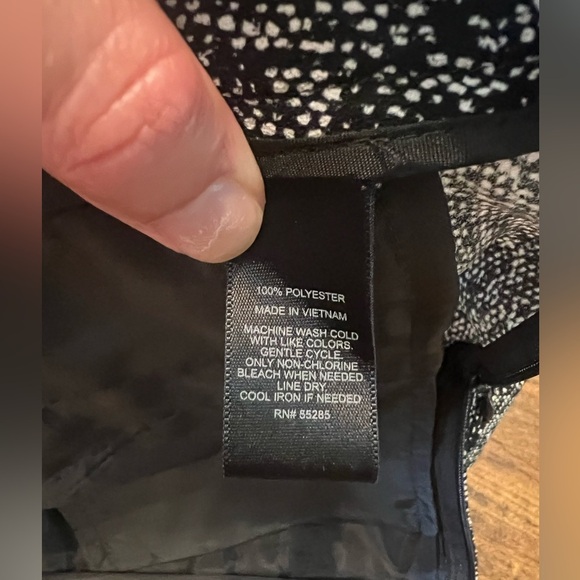 100% POLYESTER
MADE IN VIETNAM
MACHINE WASH COLD
WITH LIKE COLORS.
GENTLE CYCLE.
ONLY NON-CHLORINE
BLEACH WHEN NEEDED
LINE DRY.
COOL IRON IF NEEDED
RN# 55285